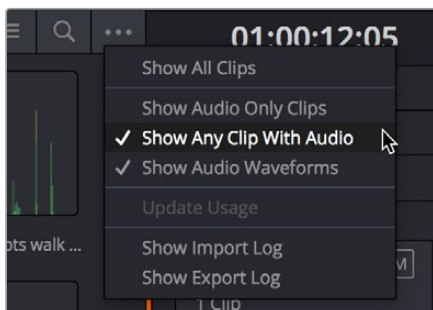 01:00:12:05
Show All Clips
Show Audio Only Clips
Show Any Clip With Audio
Show Audio Waveforms
Update Usage
ots walk ...
Show Import Log
M
Show Export Log
1 Clip